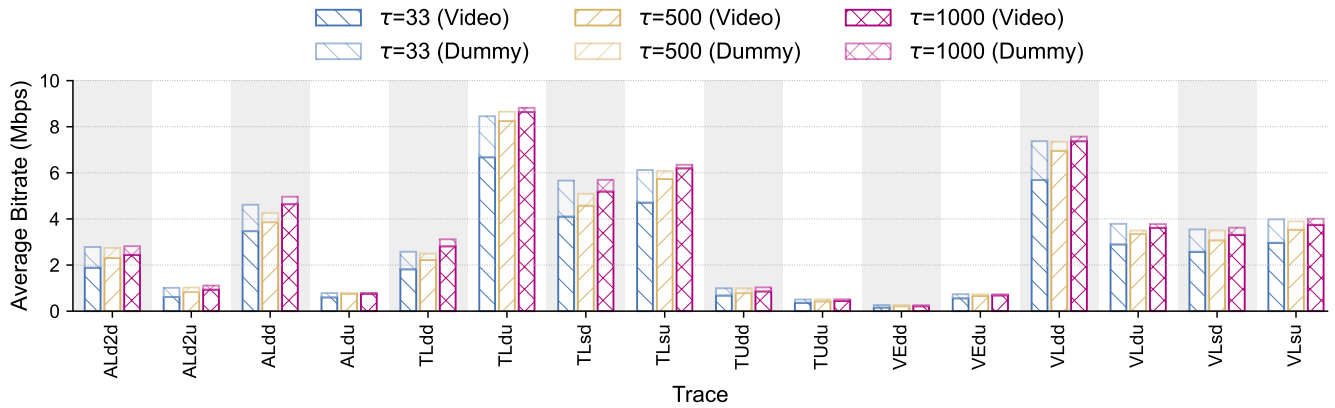 τ=33 (Video) τ=500 (Video) τ=1000 (Video)
τ=33 (Dummy) τ=500 (Dummy) τ=1000 (Dummy)
Average Bitrate (Mbps)
10
8
6
4
2
0
ALd2d ALd2u ALdd ALdu TLdd TLdu TLsd TLsu TUdd TUdd VEdd VEdu VLdd VLdu VLsd VLsu
Trace